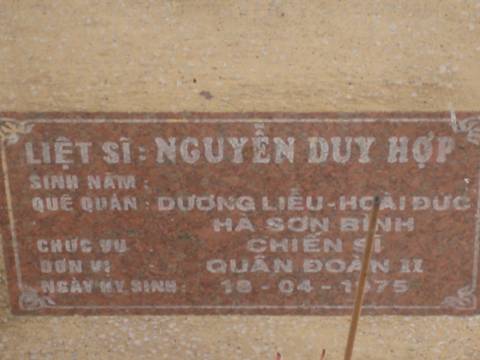 LIỆT SĨ: NGUYỄN DUY HỢP
SINH NĂM:
QUÊ QUÁN: DƯƠNG LIỄU-HOÀI ĐỨC
HÀ SƠN BÌNH
CHỨC VỤ CHIẾN SĨ
ĐƠN VỊ QUÂN ĐOÀN II
NGÀY HY SINH: 18-04-1975